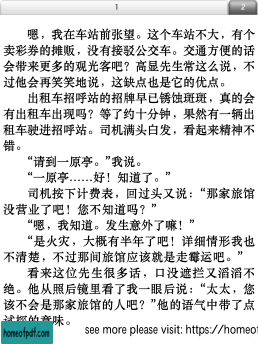 1
2
嗯，我在车站前张望。这个车站不大，有个
卖彩券的摊贩，没有接驳公交车。交通方便的话
会带来更多的观光客吧？高显先生常这么说，不
过他会再笑笑地说，这缺点也是它的优点。
出租车招呼站的招牌早已锈蚀斑斑，真的会
有出租车出现吗？等了约十分钟，果然有一辆出
租车驶进招呼站。司机满头白发，看起来精神不
错。
“请到一原亭。”我说。
“一原亭……好！知道了。”
司机按下计费表，回过头又说：“那家旅馆
没营业了吧！您不知道吗？”
“嗯，我知道。发生意外了嘛！”
“是火灾，大概有半年了吧！详细情形我也
不清楚，不过那间旅馆应该就是走霉运吧。”
看来这位先生很多话，口没遮拦又滔滔不
绝。他从照后镜里看了我一眼后说：“太太，您
该不会是那家旅馆的人吧？”他的语气中带了点
试探的意味。
homeofpdf.com
see more please visit: https://homeof